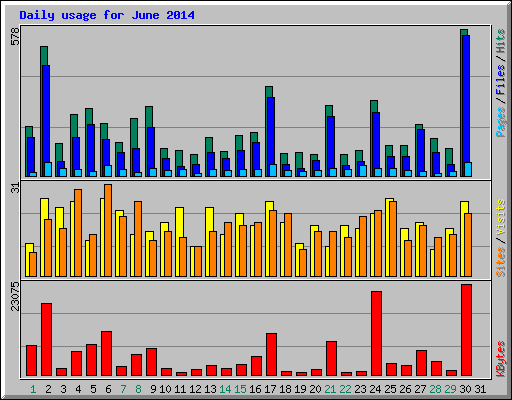 Daily usage for June 2014
578
Pages / Files / Hits
31
Sites / Visits
23075
KBytes
1 2 3 4 5 6 7 8 9 10 11 12 13 14 15 16 17 18 19 20 21 22 23 24 25 26 27 28 29 30 31